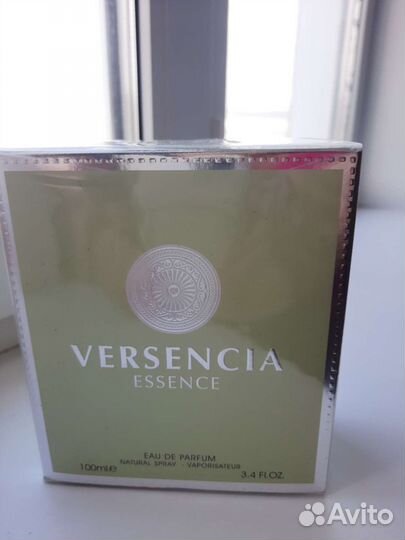 VERSENCIA
ESSENCE
EAU DE PARFUM
NATURAL SPRAY - VAPORISATEUR
100ml℮
3.4 FL.OZ.
Avito